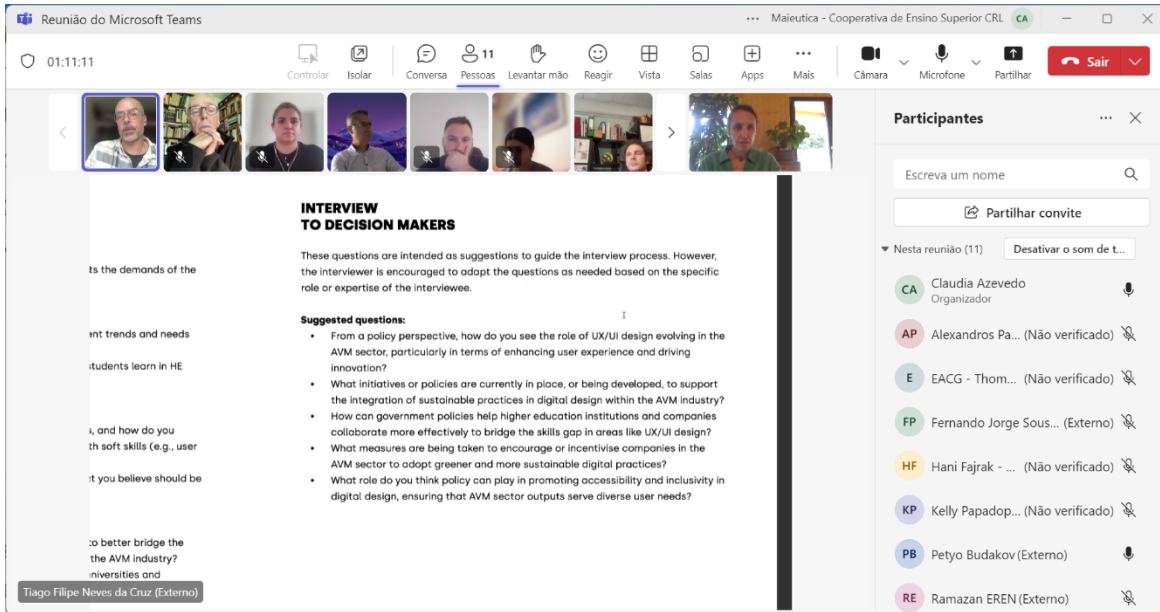 Reunião do Microsoft Teams
Maieutica - Cooperativa de Ensino Superior CRL CA
01:11:11
Controlar
Isolar
Conversa
11
Pessoas
Levantar mão
Reagir
Vista
Salas
Apps
Mais
Câmara
Microfone
Partilhar
Sair
ts the demands of the
ent trends and needs
students learn in HE
s, and how do you
th soft skills (e.g., user
t you believe should be
to better bridge the
the AVM industry?
universities and
Tiago Filipe Neves da Cruz (Externo)
INTERVIEW
TO DECISION MAKERS
These questions are intended as suggestions to guide the interview process. However,
the interviewer is encouraged to adapt the questions as needed based on the specific
role or expertise of the interviewee.
Suggested questions:
• From a policy perspective, how do you see the role of UX/UI design evolving in the
AVM sector, particularly in terms of enhancing user experience and driving
innovation?
• What initiatives or policies are currently in place, or being developed, to support
the integration of sustainable practices in digital design within the AVM industry?
• How can government policies help higher education institutions and companies
collaborate more effectively to bridge the skills gap in areas like UX/UI design?
• What measures are being taken to encourage or incentivise companies in the
AVM sector to adopt greener and more sustainable digital practices?
• What role do you think policy can play in promoting accessibility and inclusivity in
digital design, ensuring that AVM sector outputs serve diverse user needs?
Participantes
Escreva um nome
Partilhar convite
Nesta reunião (11)
Desativar o som de t...
CA Claudia Azevedo
Organizador
AP Alexandros Pa... (Não verificado)
E EACG - Thom... (Não verificado)
FP Fernando Jorge Sous... (Externo)
HF Hani Fajrak - ... (Não verificado)
KP Kelly Papadop... (Não verificado)
PB Petyo Budakov (Externo)
RE Ramazan EREN (Externo)